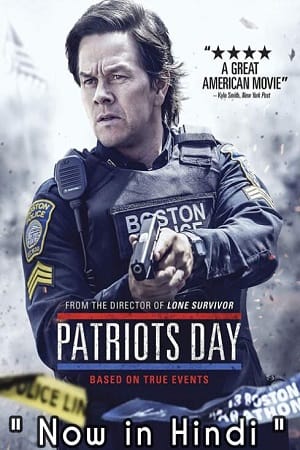 "★★★★
A GREAT
AMERICAN MOVIE"
– Kyle Smith, New York Post
BOSTON
POLICE
BOSTON
POLICE
FROM THE DIRECTOR OF LONE SURVIVOR
PATRIOTS DAY
BASED ON TRUE EVENTS
POLICE LINE
BOSTON
MARATHON
" Now in Hindi "